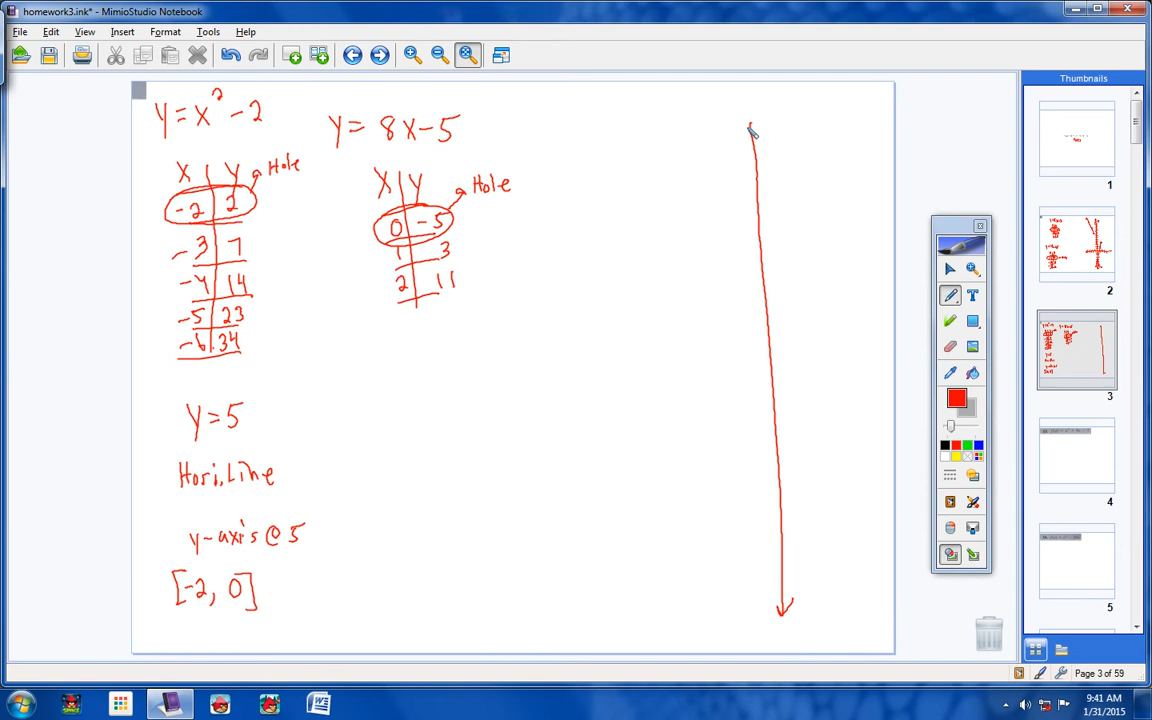 homework3.ink* - MimioStudio Notebook
File Edit View Insert Format Tools Help
Thumbnails
y = x² - 2
x | y → Hole
-2 | 2
-3 | 7
-4 | 14
-5 | 23
-6 | 34
y = 5
Hori. Line
y-axis @ 5
[-2, 0]
y = 8x - 5
x | y → Hole
0 | -5
1 | 3
2 | 11
1
2
3
4
5
Page 3 of 59
9:41 AM
1/31/2015